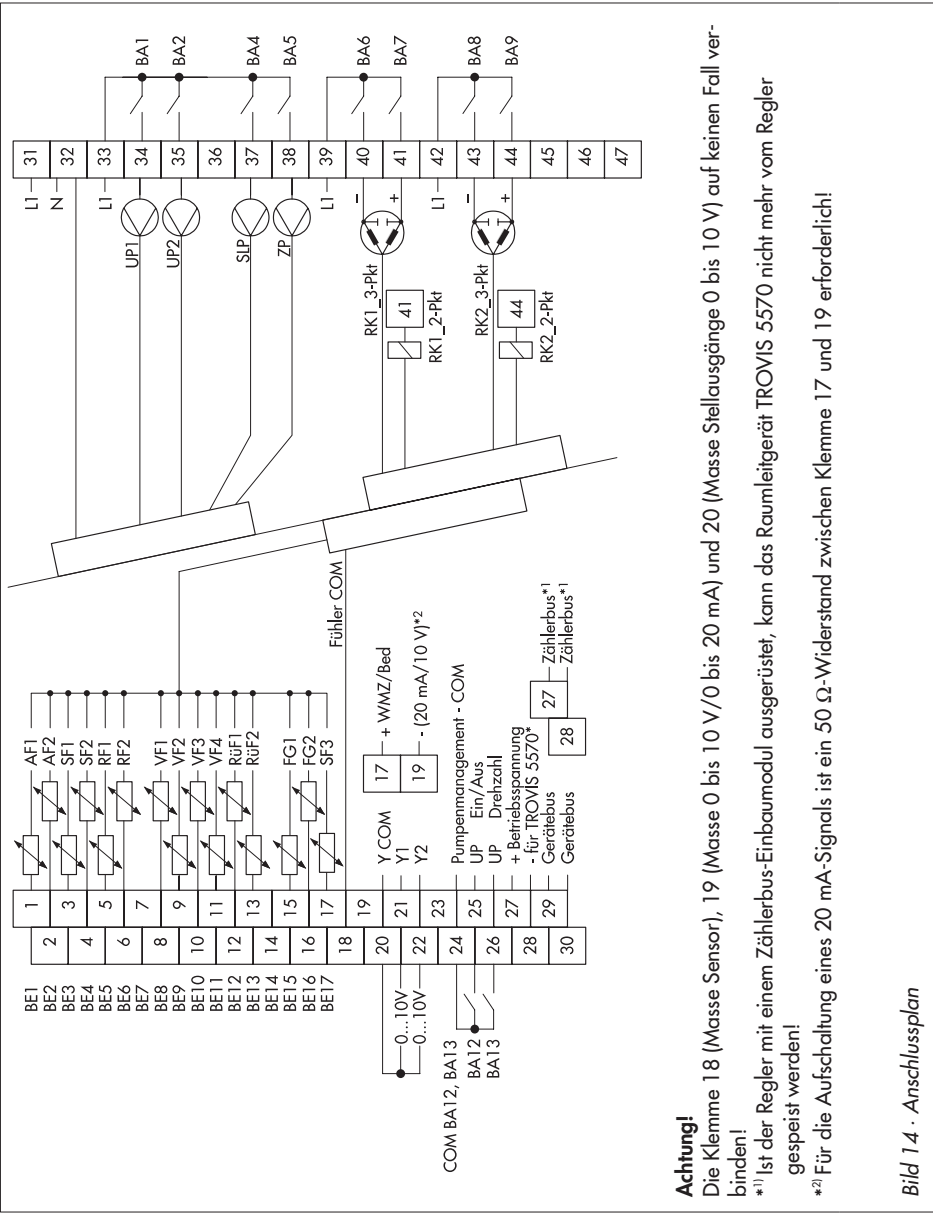 31
32
33
34
35
36
37
38
39
40
41
42
43
44
45
46
47
BA1
BA2
BA4
BA5
BA6
BA7
BA8
BA9
L1
N
L1
UP1
UP2
SLP
ZP
L1
–
+
L1
–
+
RK1_3-Pkt
41
RK1_2-Pkt
RK2_3-Pkt
44
RK2_2-Pkt
Fühler COM
AF1
AF2
SF1
SF2
RF1
RF2
VF1
VF2
VF3
VF4
RüF1
RüF2
FG1
FG2
SF3
17 + WMZ/Bed
19 - (20 mA/10 V)*2
Y COM
Y1
Y2
Pumpenmanagement - COM
UP Ein/Aus
UP Drehzahl
+ Betriebsspannung
- für TROVIS 5570*
Gerätebus
Gerätebus
27 Zählerbus*1
28 Zählerbus*1
1
2
3
4
5
6
7
8
9
10
11
12
13
14
15
16
17
18
19
20
21
22
23
24
25
26
27
28
29
30
BE1
BE2
BE3
BE4
BE5
BE6
BE7
BE8
BE9
BE10
BE11
BE12
BE13
BE14
BE15
BE16
BE17
0...10V
0...10V
COM BA12, BA13
BA12
BA13
Achtung!
Die Klemme 18 (Masse Sensor), 19 (Masse 0 bis 10 V/0 bis 20 mA) und 20 (Masse Stellausgänge 0 bis 10 V) auf keinen Fall ver-
binden!
*1) Ist der Regler mit einem Zählerbus-Einbaumodul ausgerüstet, kann das Raumleitgerät TROVIS 5570 nicht mehr vom Regler
gespeist werden!
*2) Für die Aufschaltung eines 20 mA-Signals ist ein 50 Ω-Widerstand zwischen Klemme 17 und 19 erforderlich!
Bild 14 · Anschlussplan